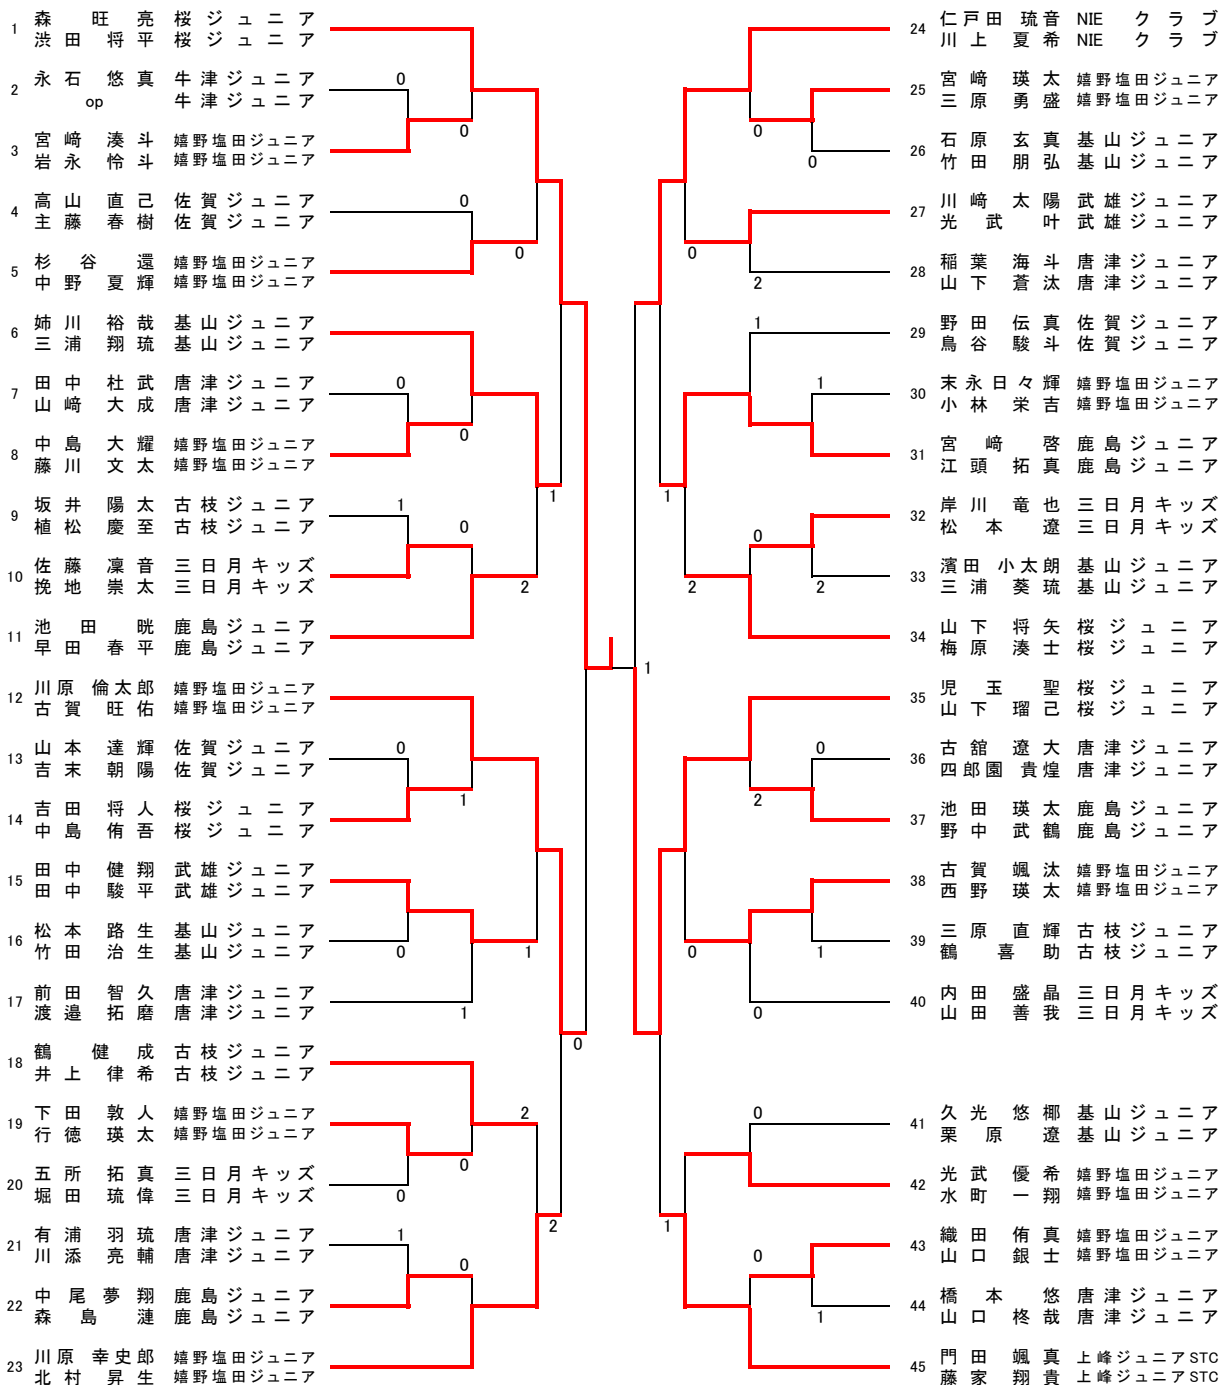 1 森 旺 亮 桜ジュニア
渋田 将平 桜ジュニア
2 永石 悠真 牛津ジュニア 0
op 牛津ジュニア
0
3 宮﨑 湊斗 嬉野塩田ジュニア
岩永 怜斗 嬉野塩田ジュニア
4 高山 直己 佐賀ジュニア 0
主藤 春樹 佐賀ジュニア
0
5 杉谷 還 嬉野塩田ジュニア
中野 夏輝 嬉野塩田ジュニア
6 姉川 裕哉 基山ジュニア
三浦 翔琉 基山ジュニア
7 田中 杜武 唐津ジュニア 0
山﨑 大成 唐津ジュニア
0
8 中島 大耀 嬉野塩田ジュニア
藤川 文太 嬉野塩田ジュニア
1
9 坂井 陽太 古枝ジュニア 1
植松 慶至 古枝ジュニア 0
10 佐藤 凜音 三日月キッズ
挽地 崇太 三日月キッズ 2
11 池田 晄 鹿島ジュニア
早田 春平 鹿島ジュニア
12 川原 倫太郎 嬉野塩田ジュニア
古賀 旺佑 嬉野塩田ジュニア
13 山本 達輝 佐賀ジュニア 0
吉末 朝陽 佐賀ジュニア
1
14 吉田 将人 桜ジュニア
中島 侑吾 桜ジュニア
15 田中 健翔 武雄ジュニア
田中 駿平 武雄ジュニア
16 松本 路生 基山ジュニア
竹田 治生 基山ジュニア 0 1
17 前田 智久 唐津ジュニア
渡邉 拓磨 唐津ジュニア 1
0
18 鶴 健成 古枝ジュニア
井上 律希 古枝ジュニア
19 下田 敦人 嬉野塩田ジュニア 2
行徳 瑛太 嬉野塩田ジュニア
0
20 五所 拓真 三日月キッズ
堀田 琉偉 三日月キッズ 0
2
21 有浦 羽琉 唐津ジュニア 1
川添 亮輔 唐津ジュニア 0
22 中尾 夢翔 鹿島ジュニア
森島 漣 鹿島ジュニア
23 川原 幸史郎 嬉野塩田ジュニア
北村 昇生 嬉野塩田ジュニア
1
24 仁戸田 琉音 NIE クラブ
川上 夏希 NIE クラブ
25 宮﨑 瑛太 嬉野塩田ジュニア
三原 勇盛 嬉野塩田ジュニア
0
26 石原 玄真 基山ジュニア
0 竹田 朋弘 基山ジュニア
27 川﨑 太陽 武雄ジュニア
光武 叶 武雄ジュニア
0
28 稲葉 海斗 唐津ジュニア
2 山下 蒼汰 唐津ジュニア
1 29 野田 伝真 佐賀ジュニア
鳥谷 駿斗 佐賀ジュニア
1 30 末永日々輝 嬉野塩田ジュニア
小林 栄吉 嬉野塩田ジュニア
31 宮﨑 啓 鹿島ジュニア
江頭 拓真 鹿島ジュニア
1
32 岸川 竜也 三日月キッズ
0 松本 遼 三日月キッズ
33 濱田 小太朗 基山ジュニア
2 2 三浦 葵琉 基山ジュニア
34 山下 将矢 桜ジュニア
梅原 湊士 桜ジュニア
35 児玉 聖 桜ジュニア
山下 瑠己 桜ジュニア
0 36 古舘 遼大 唐津ジュニア
四郎園 貴煌 唐津ジュニア
2
37 池田 瑛太 鹿島ジュニア
野中 武鶴 鹿島ジュニア
38 古賀 颯汰 嬉野塩田ジュニア
西野 瑛太 嬉野塩田ジュニア
39 三原 直輝 古枝ジュニア
0 1 鶴 喜助 古枝ジュニア
40 内田 盛晶 三日月キッズ
0 山田 善我 三日月キッズ
0 41 久光 悠椰 基山ジュニア
栗原 遼 基山ジュニア
42 光武 優希 嬉野塩田ジュニア
水町 一翔 嬉野塩田ジュニア
1
43 織田 侑真 嬉野塩田ジュニア
0 山口 銀士 嬉野塩田ジュニア
44 橋本 悠 唐津ジュニア
1 山口 柊哉 唐津ジュニア
45 門田 颯真 上峰ジュニアSTC
藤家 翔貴 上峰ジュニアSTC